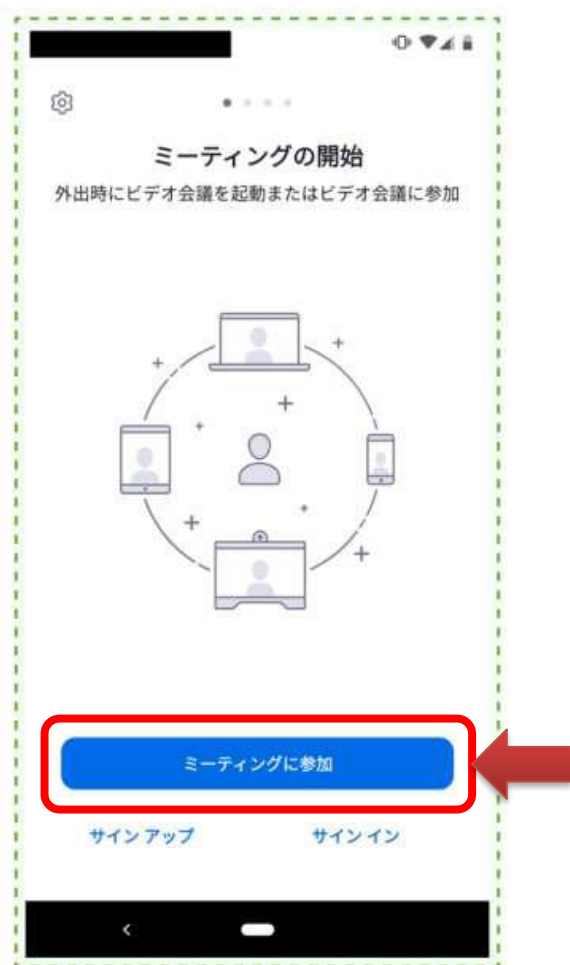 ミーティングの開始
外出時にビデオ会議を起動またはビデオ会議に参加
ミーティングに参加
サイン アップ
サイン イン